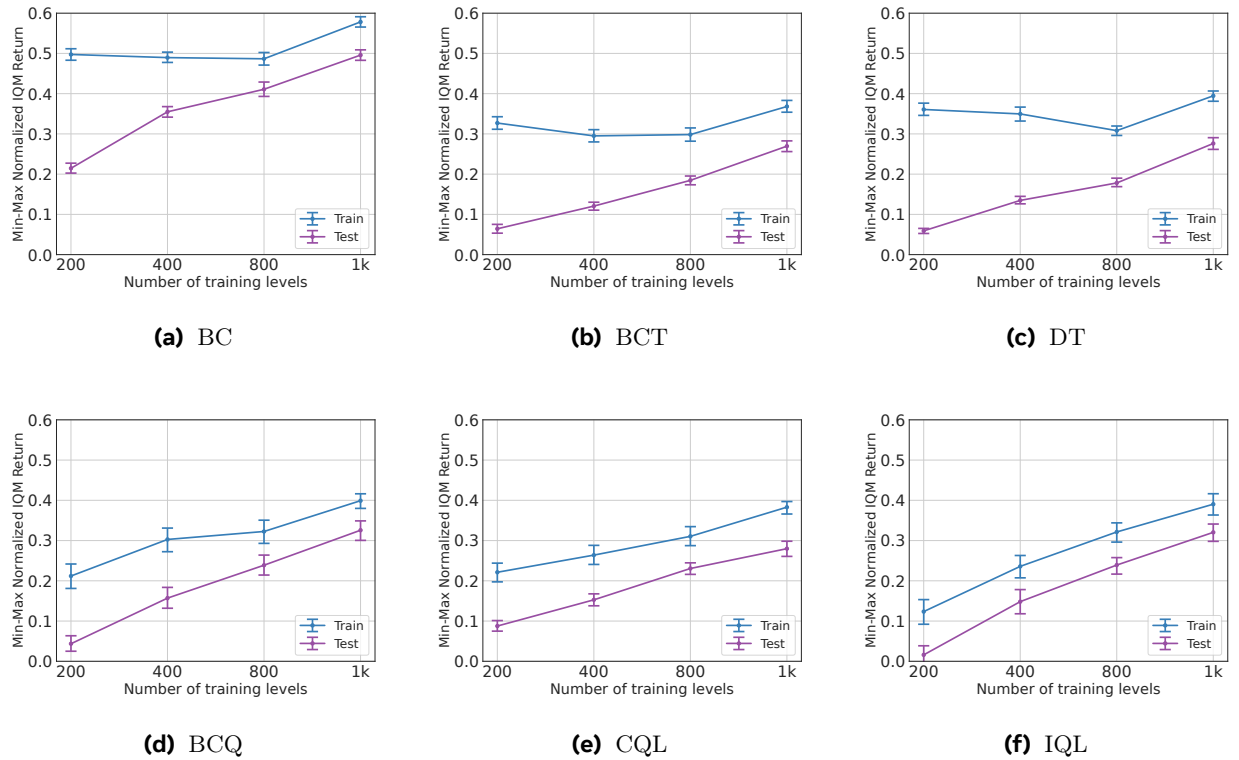 Min-Max Normalized IQM Return
0.6
0.5
0.4
0.3
0.2
0.1
0.0
200 400 800 1k
Number of training levels
Train
Test
(a) BC
Min-Max Normalized IQM Return
0.6
0.5
0.4
0.3
0.2
0.1
0.0
200 400 800 1k
Number of training levels
Train
Test
(b) BCT
Min-Max Normalized IQM Return
0.6
0.5
0.4
0.3
0.2
0.1
0.0
200 400 800 1k
Number of training levels
Train
Test
(c) DT
Min-Max Normalized IQM Return
0.6
0.5
0.4
0.3
0.2
0.1
0.0
200 400 800 1k
Number of training levels
Train
Test
(d) BCQ
Min-Max Normalized IQM Return
0.6
0.5
0.4
0.3
0.2
0.1
0.0
200 400 800 1k
Number of training levels
Train
Test
(e) CQL
Min-Max Normalized IQM Return
0.6
0.5
0.4
0.3
0.2
0.1
0.0
200 400 800 1k
Number of training levels
Train
Test
(f) IQL